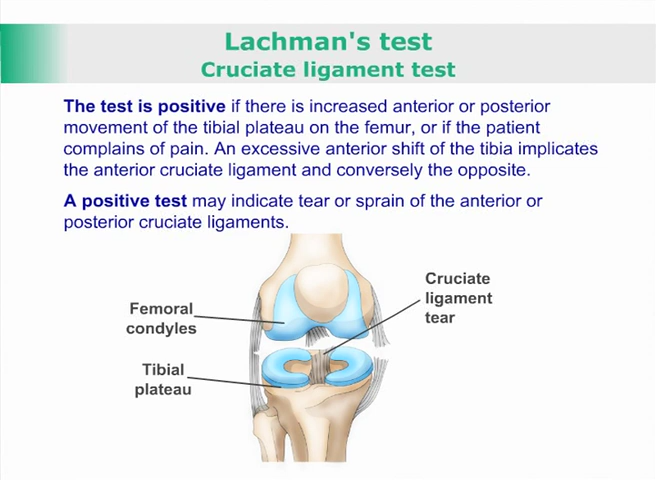 Lachman's test
Cruciate ligament test
The test is positive if there is increased anterior or posterior
movement of the tibial plateau on the femur, or if the patient
complains of pain. An excessive anterior shift of the tibia implicates
the anterior cruciate ligament and conversely the opposite.
A positive test may indicate tear or sprain of the anterior or
posterior cruciate ligaments.
Cruciate
ligament
tear
Femoral
condyles
Tibial
plateau